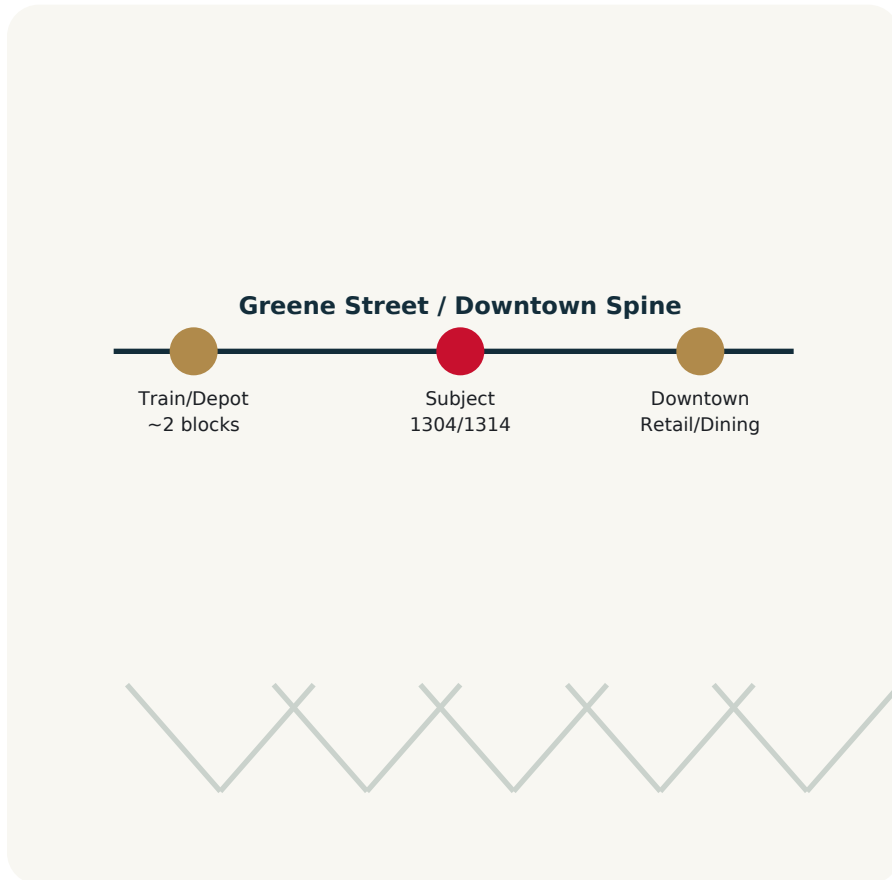 Greene Street / Downtown Spine
Train/Depot
~2 blocks
Subject
1304/1314
Downtown
Retail/Dining